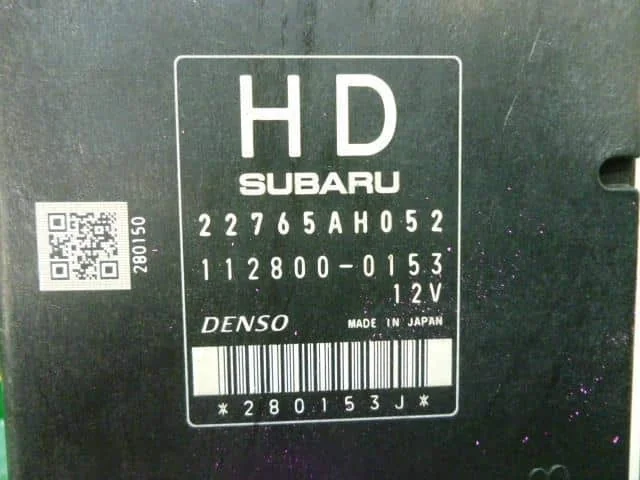 HD
SUBARU
22765AH052
112800-0153
12V
DENSO MADE IN JAPAN
*280153J*
280150